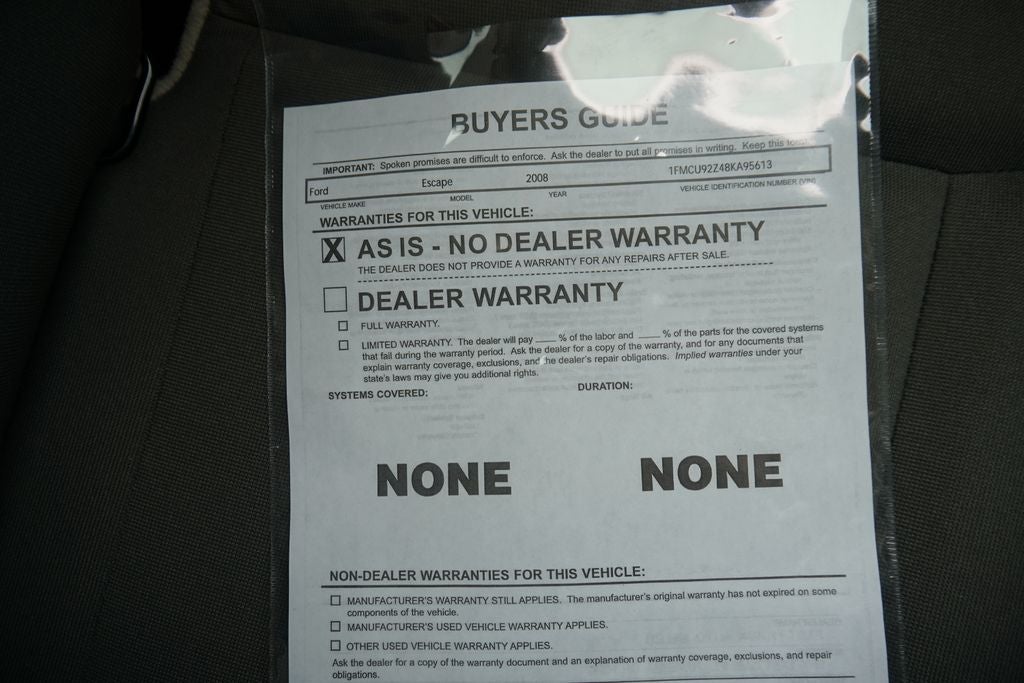 BUYERS GUIDE
IMPORTANT: Spoken promises are difficult to enforce. Ask the dealer to put all promises in writing. Keep this form.
Ford Escape 2008 1FMCU92Z48KA95613
VEHICLE MAKE MODEL YEAR VEHICLE IDENTIFICATION NUMBER (VIN)
WARRANTIES FOR THIS VEHICLE:
X AS IS - NO DEALER WARRANTY
THE DEALER DOES NOT PROVIDE A WARRANTY FOR ANY REPAIRS AFTER SALE.
DEALER WARRANTY
FULL WARRANTY.
LIMITED WARRANTY. The dealer will pay ____ % of the labor and ____ % of the parts for the covered systems
that fail during the warranty period. Ask the dealer for a copy of the warranty, and for any documents that
explain warranty coverage, exclusions, and the dealer's repair obligations. Implied warranties under your
state's laws may give you additional rights.
SYSTEMS COVERED: DURATION:
NONE NONE
NON-DEALER WARRANTIES FOR THIS VEHICLE:
MANUFACTURER'S WARRANTY STILL APPLIES. The manufacturer's original warranty has not expired on some
components of the vehicle.
MANUFACTURER'S USED VEHICLE WARRANTY APPLIES.
OTHER USED VEHICLE WARRANTY APPLIES.
Ask the dealer for a copy of the warranty document and an explanation of warranty coverage, exclusions, and repair
obligations.